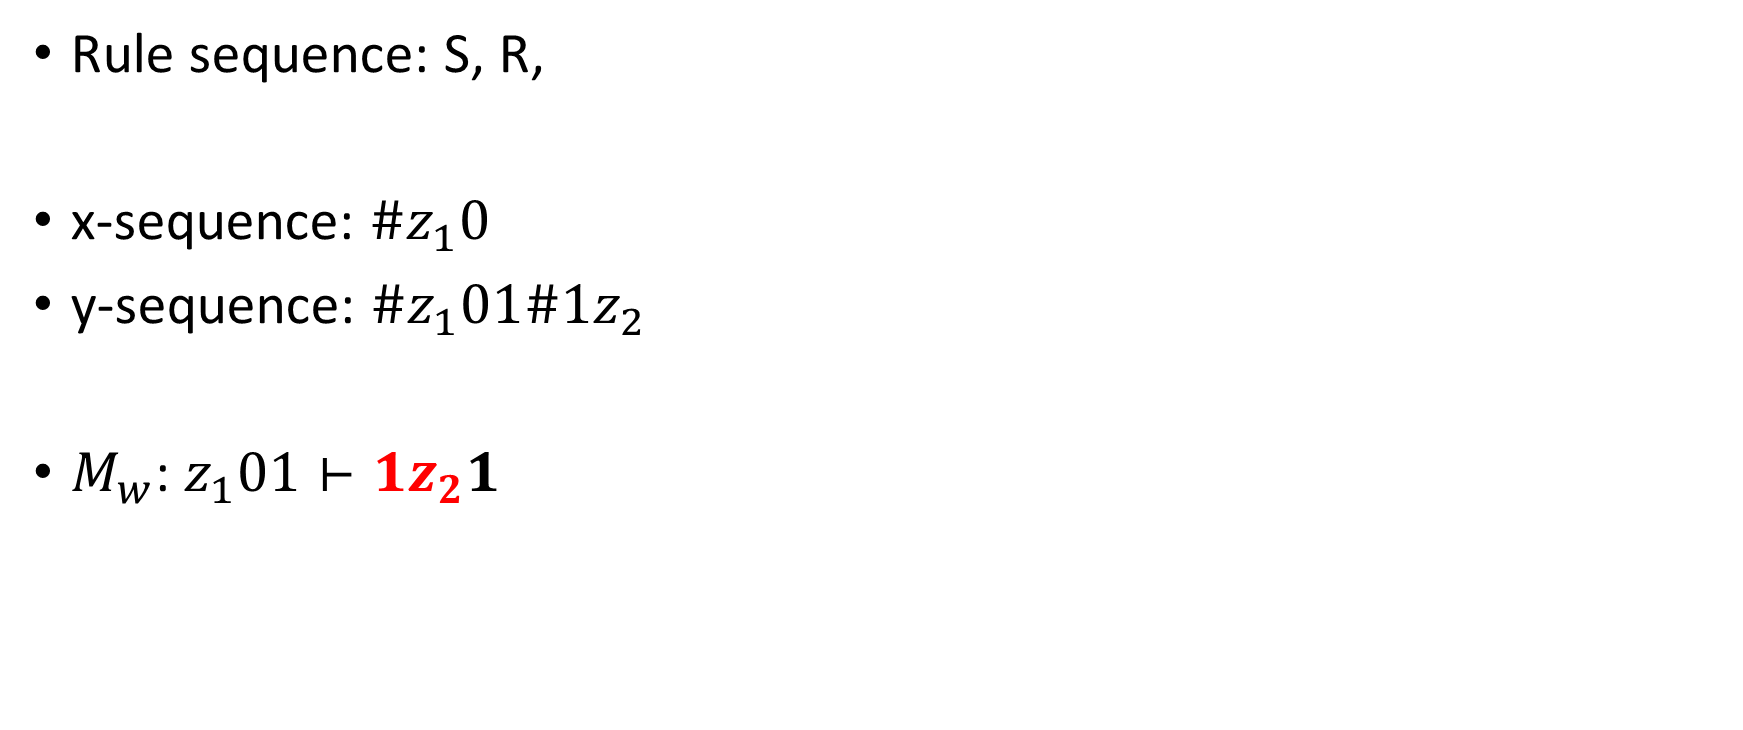 • Rule sequence: S, R,
• x-sequence: #z₁0
• y-sequence: #z₁01#1z₂
• M_w: z₁01 ⊢ 1z₂1